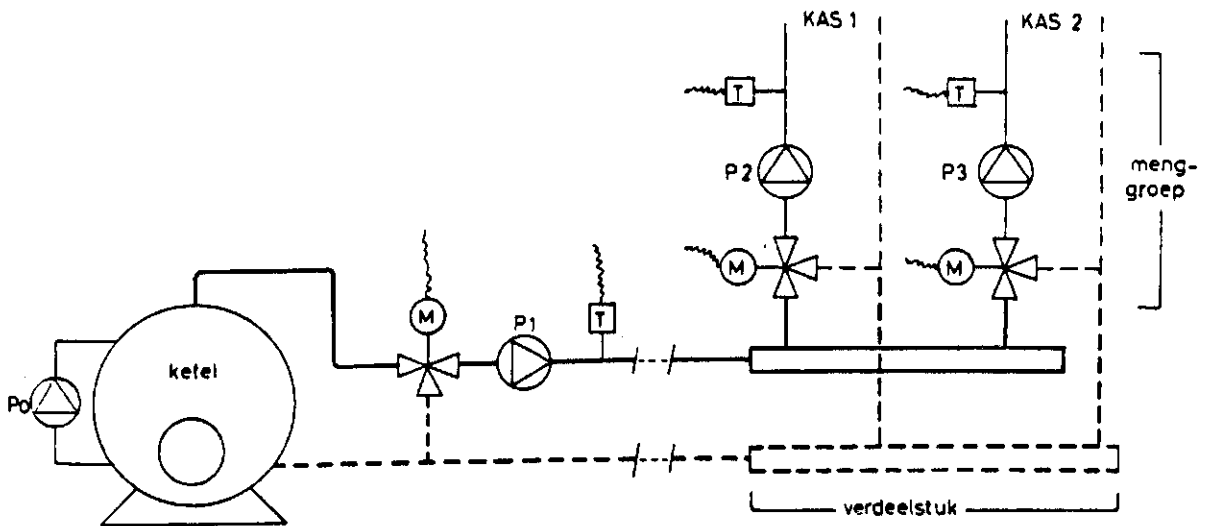 KAS 1
KAS 2
T
T
P2
P3
meng-
groep
M
M
M
P1
T
ketel
Po
verdeelstuk